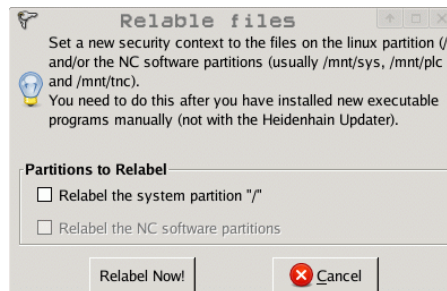 Relable files
Set a new security context to the files on the linux partition (/
and/or the NC software partitions (usually /mnt/sys, /mnt/plc
and /mnt/tnc).
You need to do this after you have installed new executable
programs manually (not with the Heidenhain Updater).
Partitions to Relabel
Relabel the system partition "/"
Relabel the NC software partitions
Relabel Now!
Cancel